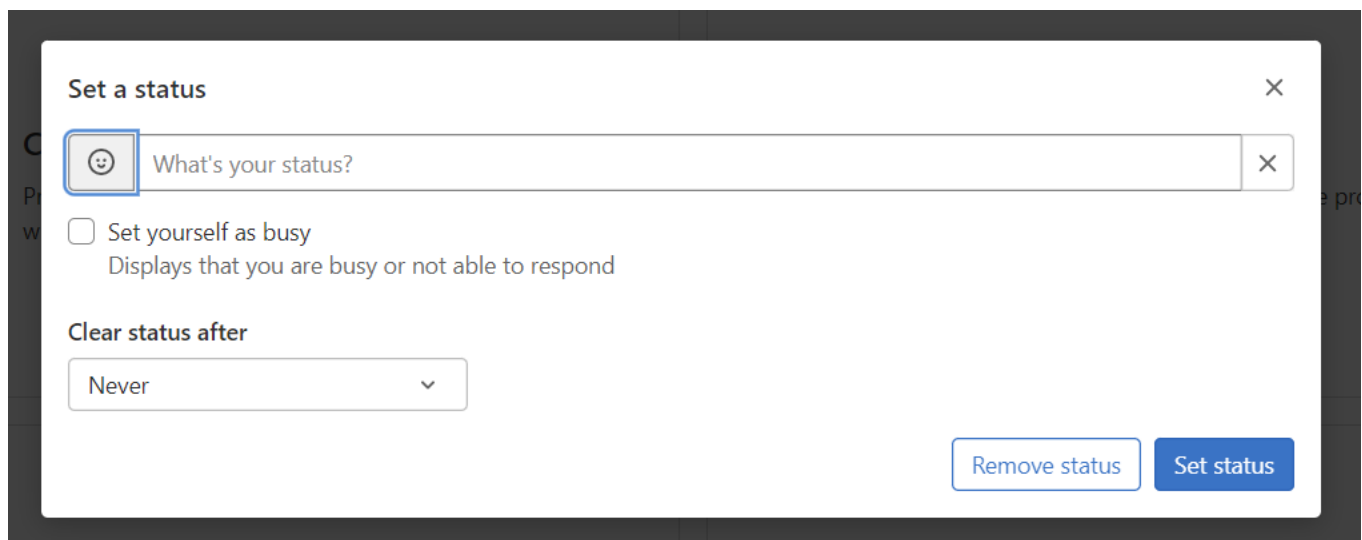 Set a status
What's your status?
Set yourself as busy
Displays that you are busy or not able to respond
Clear status after
Never
Remove status
Set status